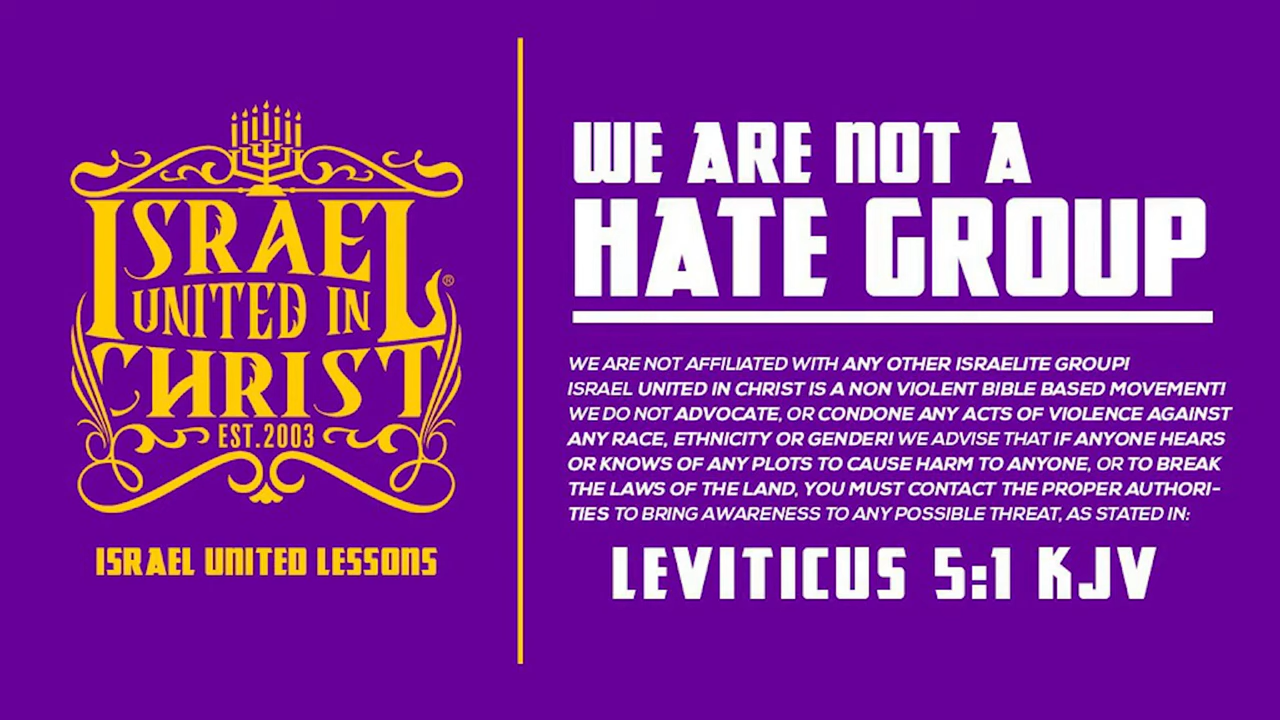 ISRAEL
UNITED IN
CHRIST
®
EST.2003
ISRAEL UNITED LESSONS
WE ARE NOT A
HATE GROUP
WE ARE NOT AFFILIATED WITH ANY OTHER ISRAELITE GROUP!
ISRAEL UNITED IN CHRIST IS A NON VIOLENT BIBLE BASED MOVEMENT!
WE DO NOT ADVOCATE, OR CONDONE ANY ACTS OF VIOLENCE AGAINST
ANY RACE, ETHNICITY OR GENDER! WE ADVISE THAT IF ANYONE HEARS
OR KNOWS OF ANY PLOTS TO CAUSE HARM TO ANYONE, OR TO BREAK
THE LAWS OF THE LAND, YOU MUST CONTACT THE PROPER AUTHORI-
TIES TO BRING AWARENESS TO ANY POSSIBLE THREAT, AS STATED IN:
LEVITICUS 5:1 KJV